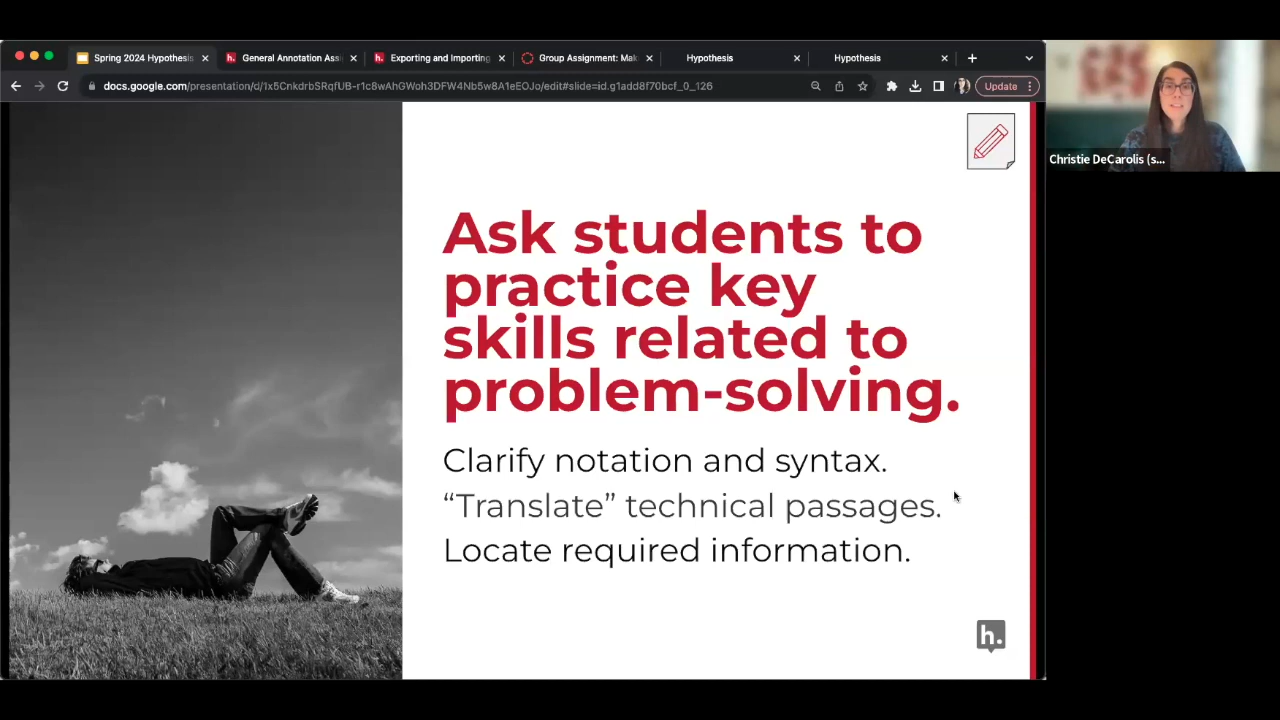 Spring 2024 Hypothesis
General Annotation Assi
Exporting and Importing
Group Assignment: Mak
Hypothesis
Hypothesis
docs.google.com/presentation/d/1x5CnkdrbSRqfUB-r1c8wAhGWoh3DFW4Nb5w8A1eEOJo/edit#slide=id.g1add8f70bcf_0_126
Update
Christie DeCarolis (s...
Ask students to
practice key
skills related to
problem-solving.
Clarify notation and syntax.
“Translate” technical passages.
Locate required information.
h.